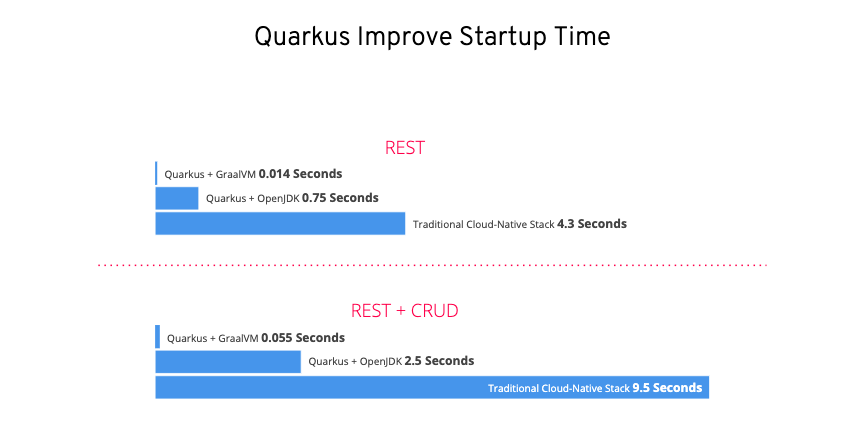 Quarkus Improve Startup Time
REST
Quarkus + GraalVM 0.014 Seconds
Quarkus + OpenJDK 0.75 Seconds
Traditional Cloud-Native Stack 4.3 Seconds
REST + CRUD
Quarkus + GraalVM 0.055 Seconds
Quarkus + OpenJDK 2.5 Seconds
Traditional Cloud-Native Stack 9.5 Seconds